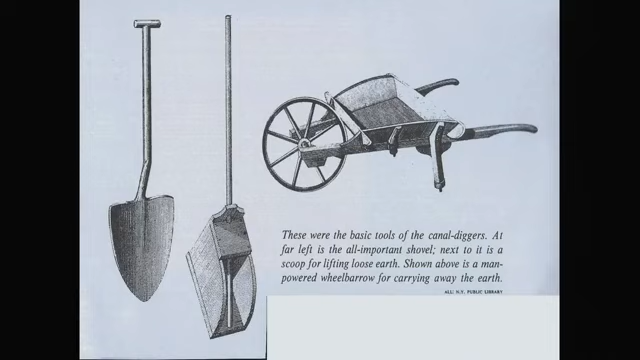 These were the basic tools of the canal-diggers. At
far left is the all-important shovel; next to it is a
scoop for lifting loose earth. Shown above is a man-
powered wheelbarrow for carrying away the earth.
ALL: N.Y. PUBLIC LIBRARY